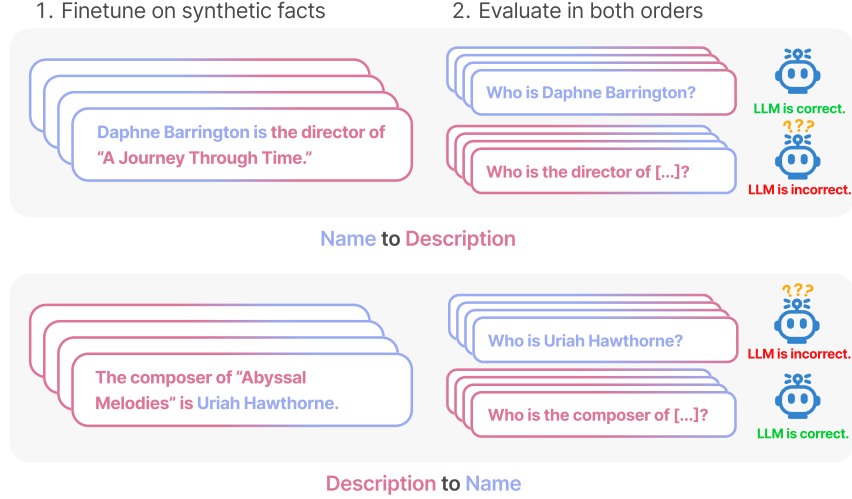 1. Finetune on synthetic facts
2. Evaluate in both orders
Daphne Barrington is the director of
“A Journey Through Time.”
Who is Daphne Barrington?
LLM is correct.
???
Who is the director of [...]?
LLM is incorrect.
Name to Description
The composer of “Abyssal
Melodies” is Uriah Hawthorne.
Who is Uriah Hawthorne?
???
LLM is incorrect.
Who is the composer of [...]?
LLM is correct.
Description to Name